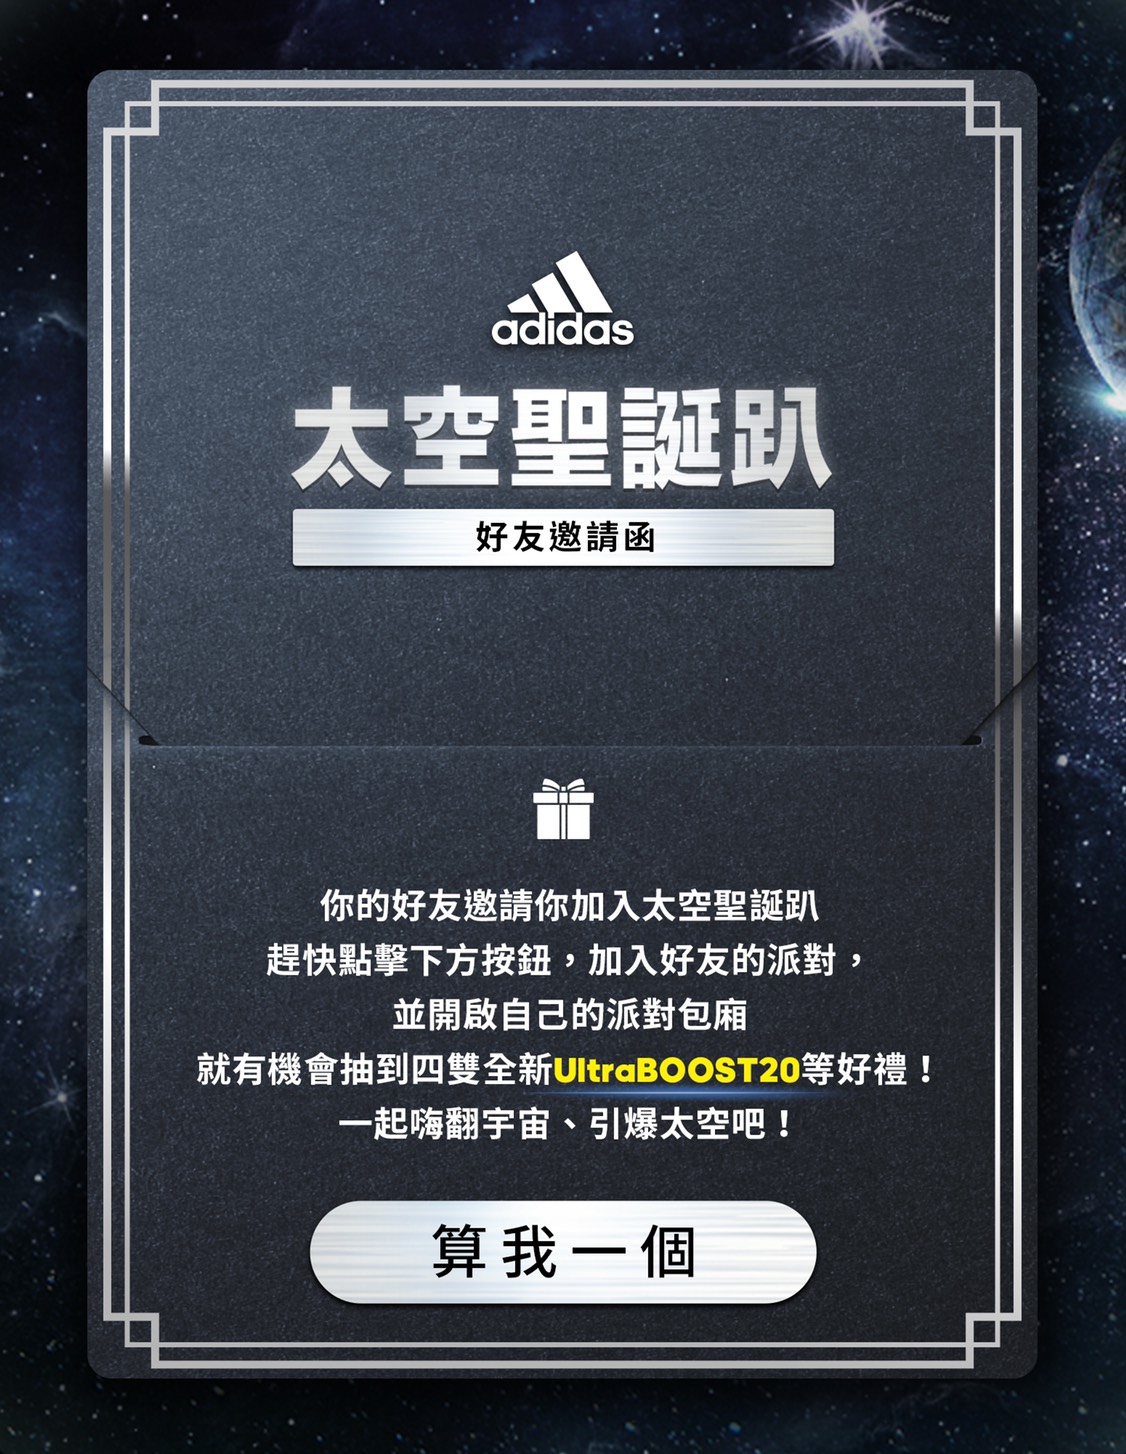 adidas
太空聖誕趴
好友邀請函
你的好友邀請你加入太空聖誕趴
趕快點擊下方按鈕，加入好友的派對，
並開啟自己的派對包廂
就有機會抽到四雙全新UltraBOOST20等好禮！
一起嗨翻宇宙、引爆太空吧！
算我一個